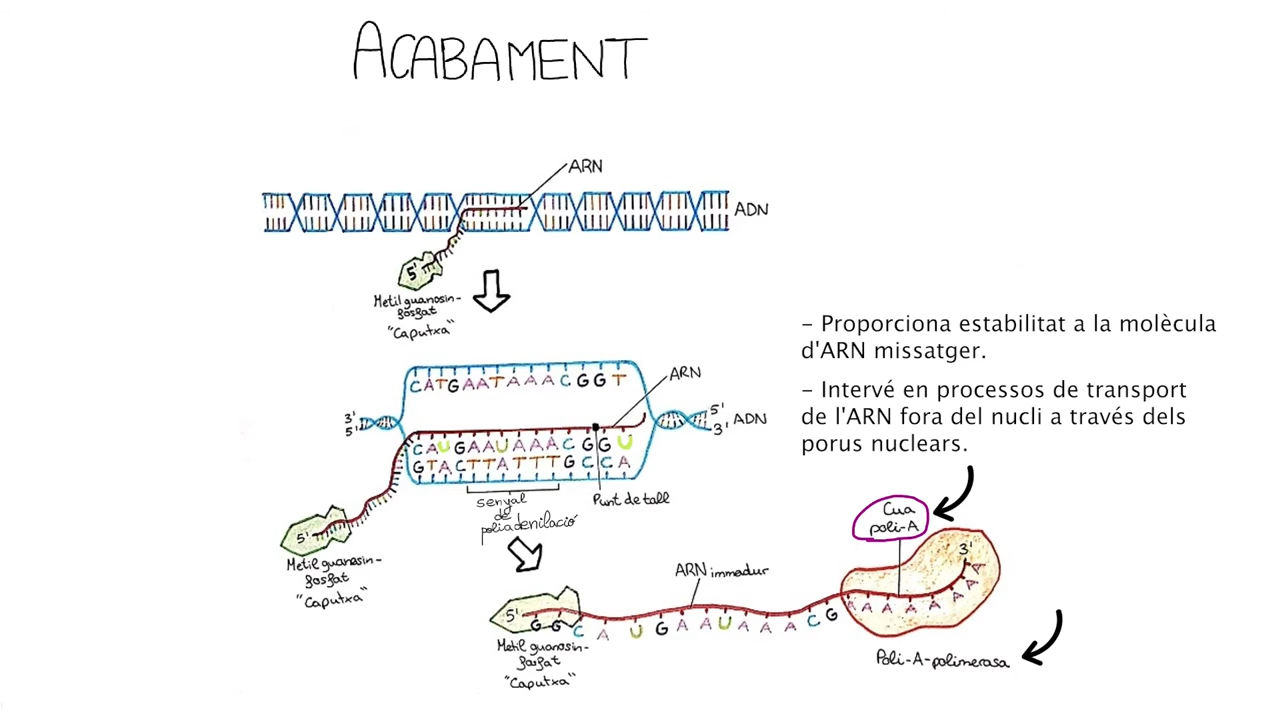 ACABAMENT
ARN
ADN
5'
Metil guanosin-
fosfat
"Caputxa"
CATGAATAAACGGT
ARN
3'
5'
5'
3'
ADN
CAUGAAUAAACGGU
GTACTTATTTGCCA
senyal
de
poliadenilació
Punt de tall
5'
Metil guanosin-
fosfat
"Caputxa"
- Proporciona estabilitat a la molècula
d'ARN missatger.
- Intervé en processos de transport
de l'ARN fora del nucli a través dels
porus nuclears.
Cua
poli-A
3'
ARN immadur
5'
GGCAUGAAUAAACGAAAAAAAAA
Metil guanosin-
fosfat
"Caputxa"
Poli-A-polimerasa